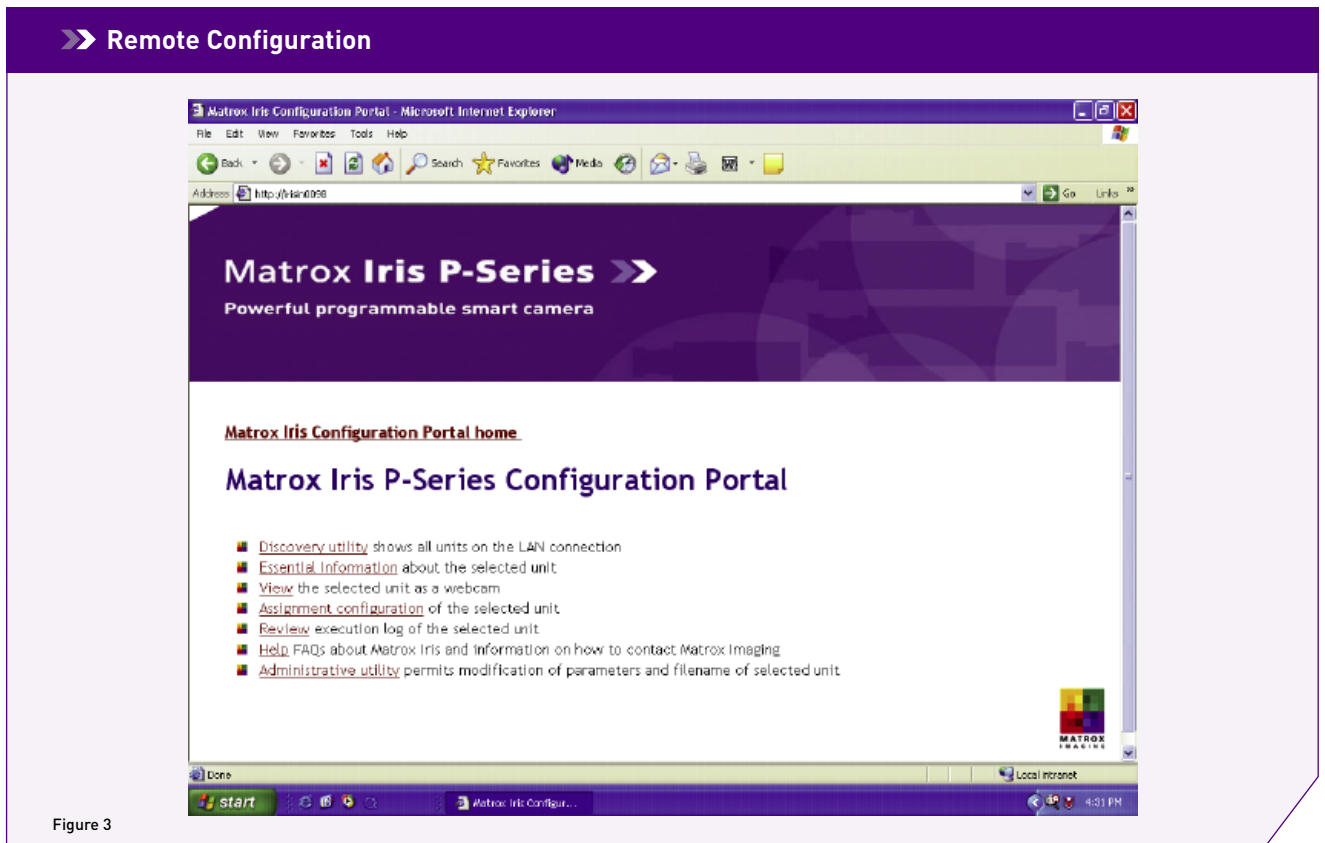 Remote Configuration
Matrox Iris Configuration Portal - Microsoft Internet Explorer
File Edit View Favorites Tools Help
Back Search Favorites Media
Address Go Links »
Matrox Iris P-Series
Powerful programmable smart camera
Matrox Iris Configuration Portal home
Matrox Iris P-Series Configuration Portal
Discovery utility shows all units on the LAN connection
Essential Information about the selected unit
View the selected unit as a webcam
Assignment configuration of the selected unit
Review execution log of the selected unit
Help FAQs about Matrox Iris and information on how to contact Matrox Imaging
Administrative utility permits modification of parameters and filename of selected unit
MATROX
IMAGING
Done Local intranet
start Matrox Iris Configur... 4:31 PM
Figure 3